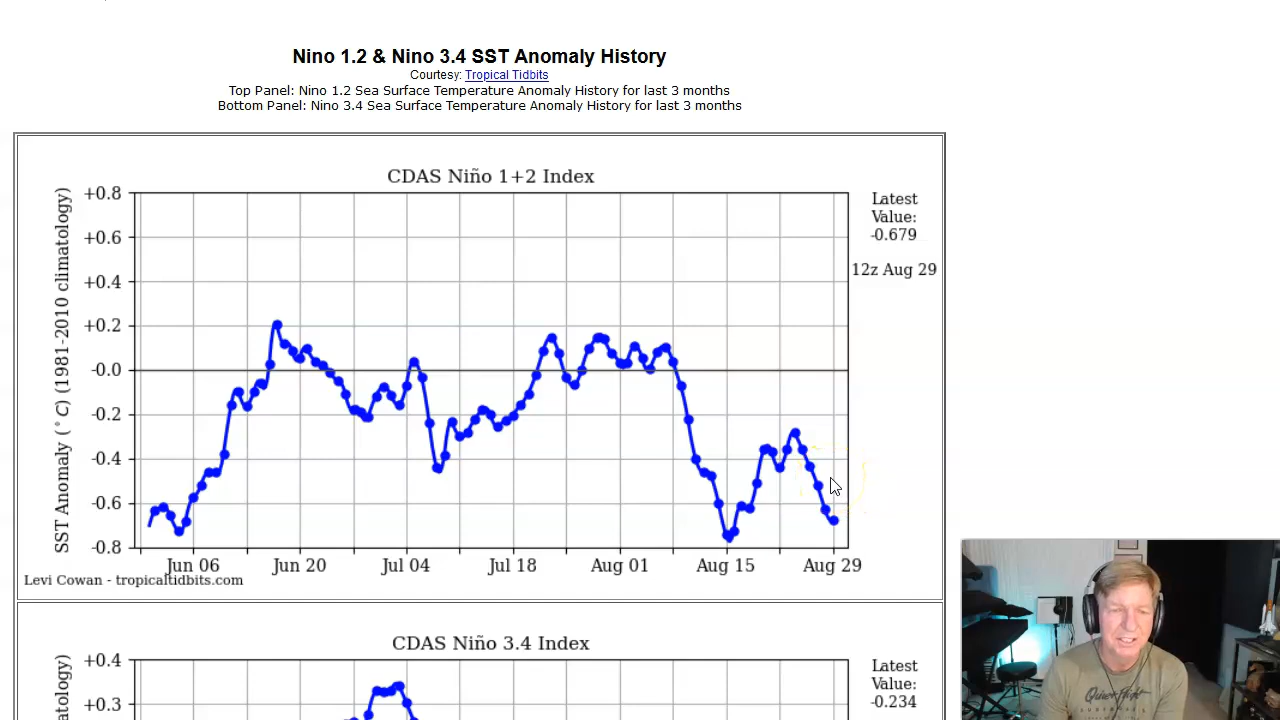 Nino 1.2 & Nino 3.4 SST Anomaly History
Courtesy: Tropical Tidbits
Top Panel: Nino 1.2 Sea Surface Temperature Anomaly History for last 3 months
Bottom Panel: Nino 3.4 Sea Surface Temperature Anomaly History for last 3 months
CDAS Niño 1+2 Index
SST Anomaly (°C) (1981-2010 climatology)
+0.8
+0.6
+0.4
+0.2
-0.0
-0.2
-0.4
-0.6
-0.8
Jun 06 Jun 20 Jul 04 Jul 18 Aug 01 Aug 15 Aug 29
Latest
Value:
-0.679
12z Aug 29
Levi Cowan - tropicaltidbits.com
CDAS Niño 3.4 Index
+0.4
+0.3
matology)
Latest
Value:
-0.234